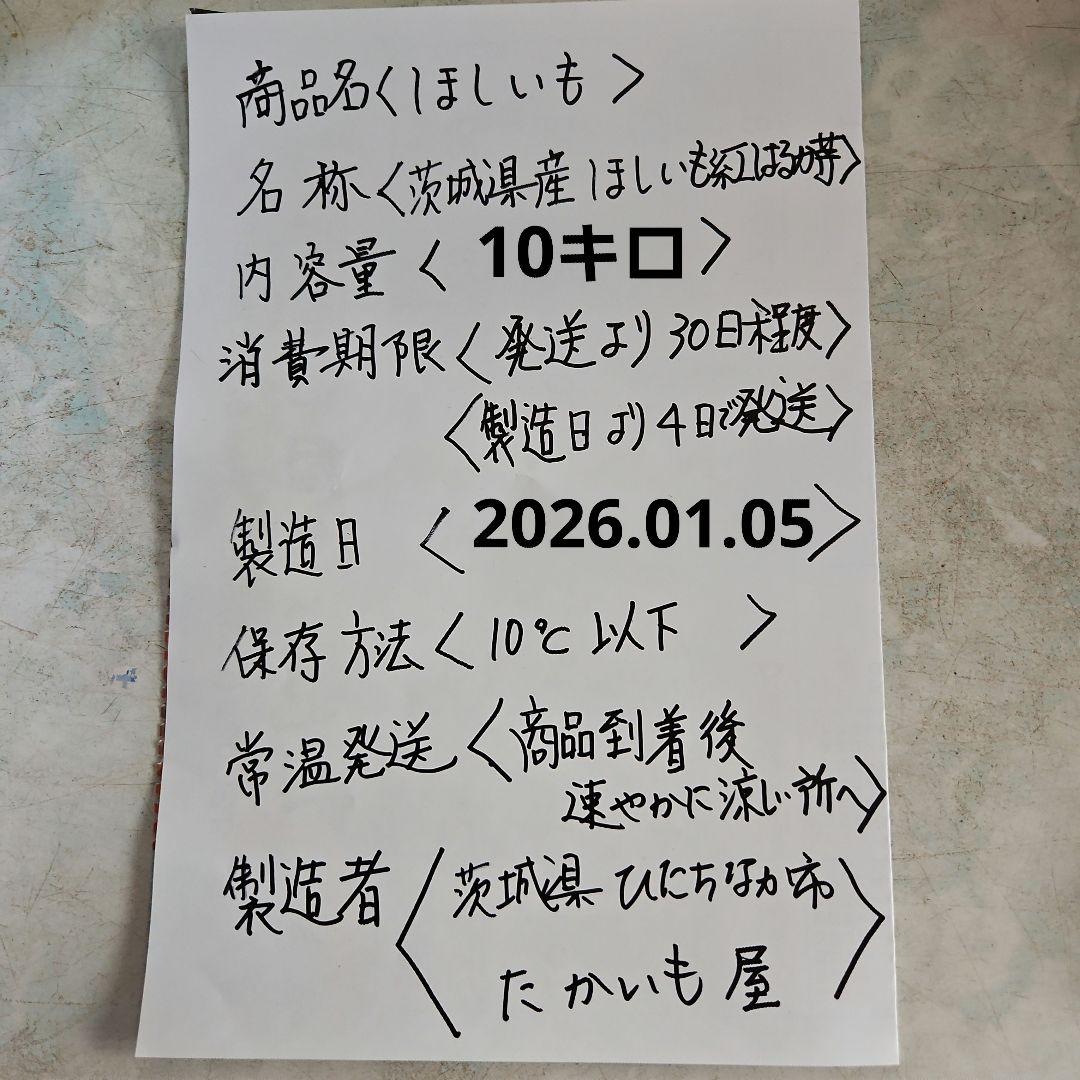 商品名〈ほしいも〉
名称〈茨城県産ほしいも紅はるか芋〉
内容量〈10キロ〉
消費期限〈発送より30日程度〉
〈製造日より4日で発送〉
製造日〈2026.01.05〉
保存方法〈10℃以下〉
常温発送〈商品到着後
速やかに涼しい所へ〉
製造者〈茨城県ひたちなか市
たかいも屋〉